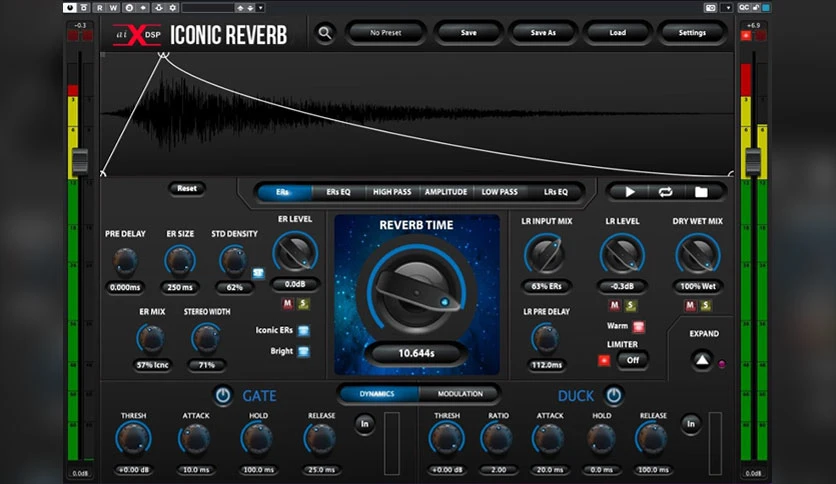 R W
QC
-0.3
+6.9
ai X DSP ICONIC REVERB
No Preset
Save
Save As
Load
Settings
3
6
3
6
Reset
ERs
ERs EQ
HIGH PASS
AMPLITUDE
LOW PASS
LRs EQ
REVERB TIME
10.644s
PRE DELAY
ER SIZE
STD DENSITY
ER LEVEL
0.000ms
250 ms
62%
0.0dB
M S
ER MIX
STEREO WIDTH
57% Icnc
71%
Iconic ERs
Bright
LR INPUT MIX
LR LEVEL
DRY WET MIX
63% ERs
-0.3dB
100% Wet
M S
M S
LR PRE DELAY
112.0ms
Warm
LIMITER
Off
EXPAND
GATE
DYNAMICS
MODULATION
DUCK
THRESH
ATTACK
HOLD
RELEASE
In
+0.00 dB
10.0 ms
100.0 ms
25.0 ms
THRESH
RATIO
ATTACK
HOLD
RELEASE
In
+0.00 dB
2.00
20.0 ms
0.0 ms
100.0 ms
0.0dB
0.0dB